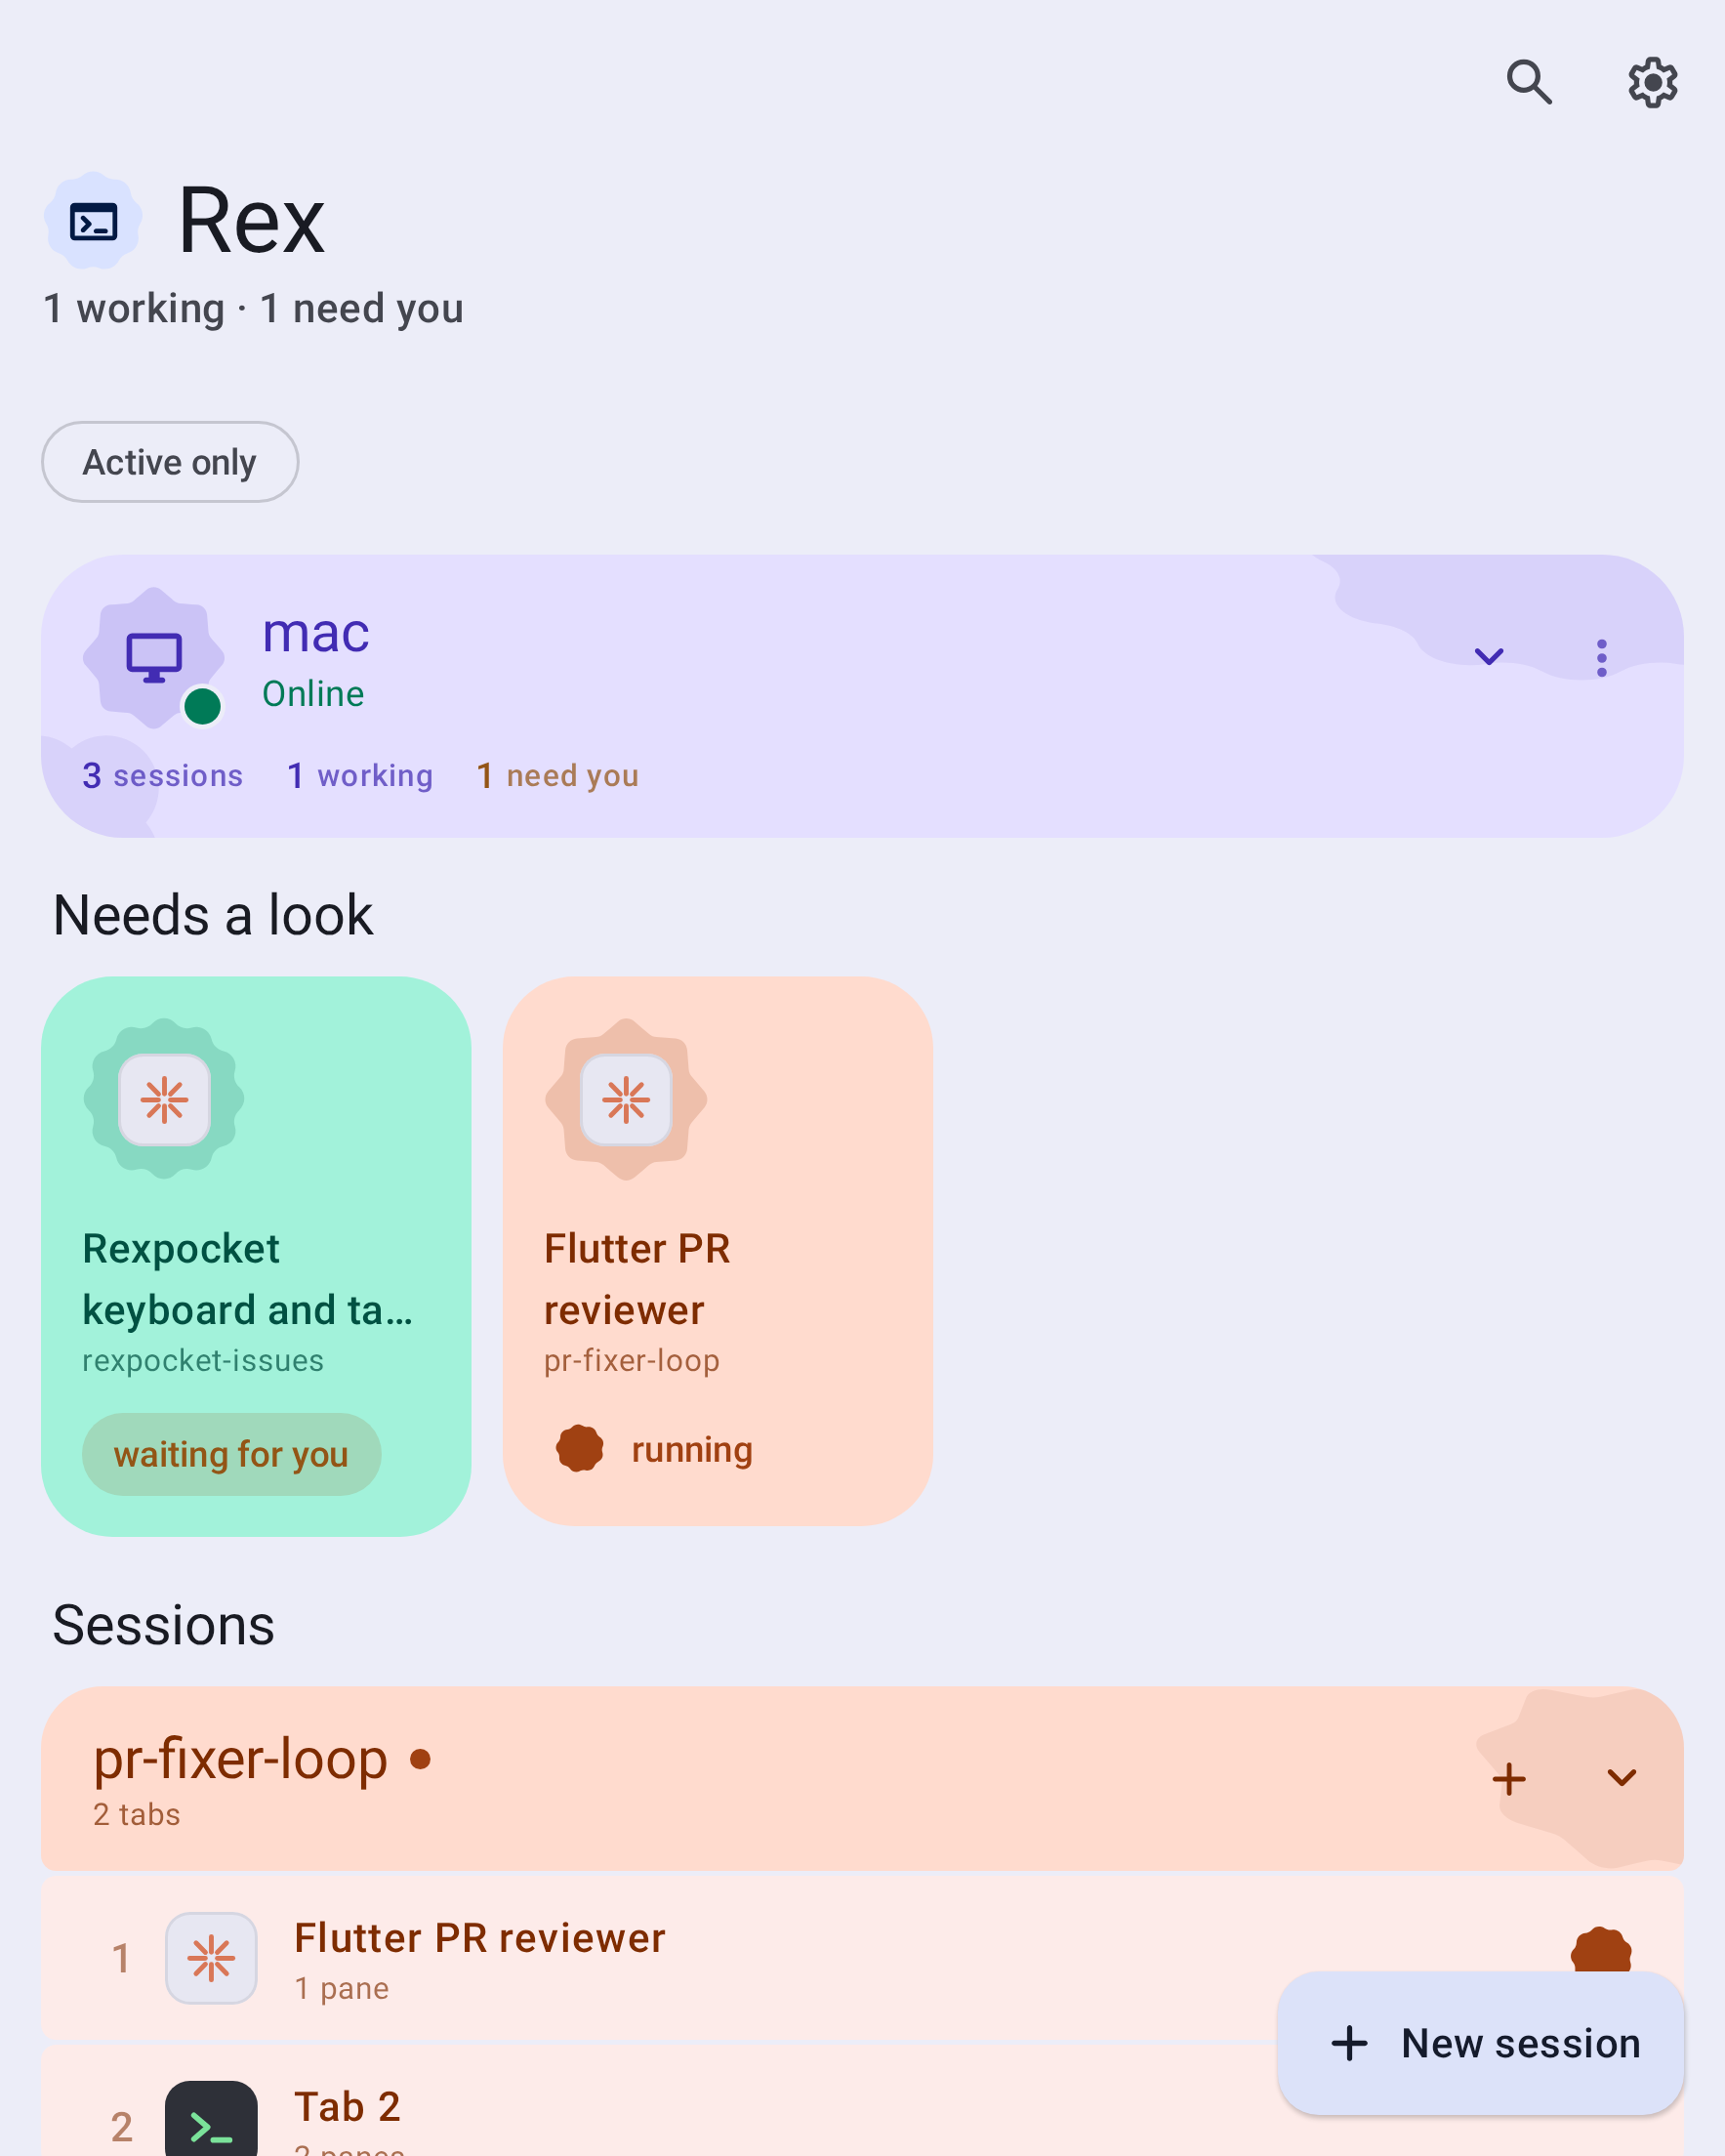 Rex
1 working · 1 need you
Active only
mac
Online
3 sessions 1 working 1 need you
Needs a look
Rexpocket
keyboard and ta...
rexpocket-issues
waiting for you
Flutter PR
reviewer
pr-fixer-loop
running
Sessions
pr-fixer-loop
2 tabs
1 Flutter PR reviewer
1 pane
New session
2 Tab 2
2 panes